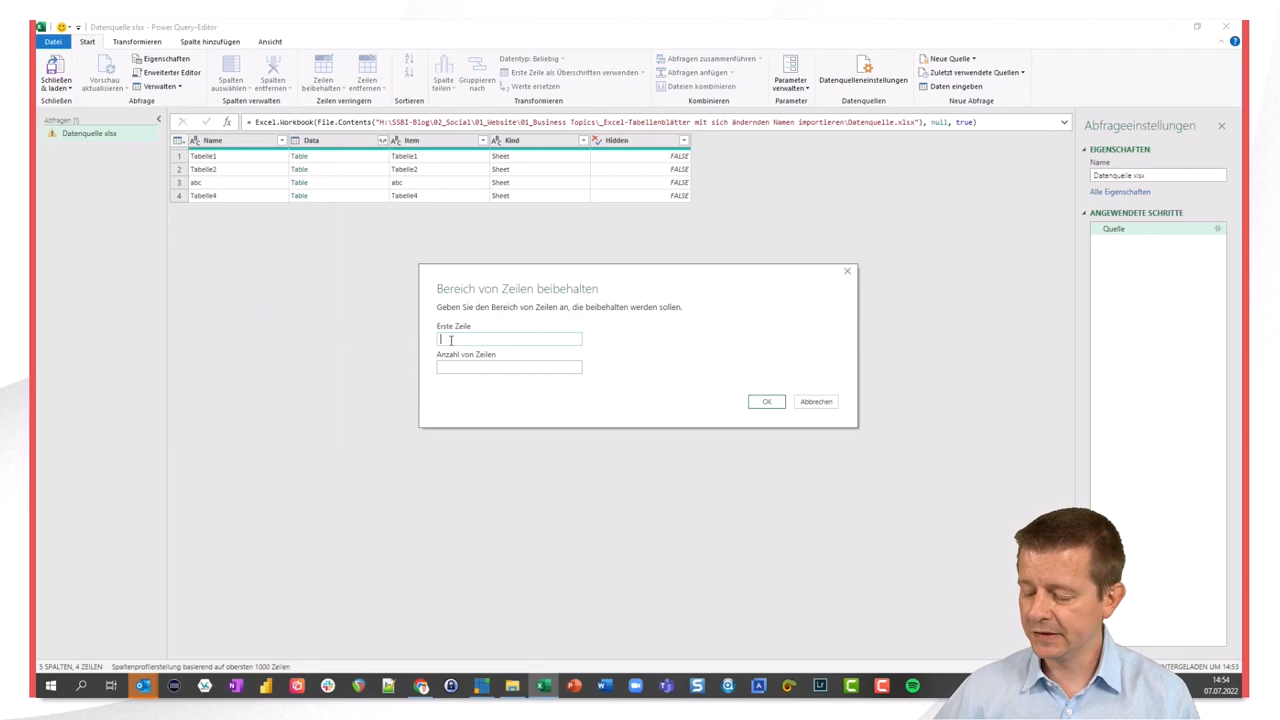 Datenquelle.xlsx - Power Query-Editor
Datei Start Transformieren Spalte hinzufügen Ansicht
Schließen & laden
Schließen
Vorschau aktualisieren
Eigenschaften
Erweiterter Editor
Verwalten
Abfrage
Spalten auswählen
Spalten entfernen
Spalten verwalten
Zeilen beibehalten
Zeilen entfernen
Zeilen verringern
Sortieren
Spalte teilen
Gruppieren nach
Datentyp: Beliebig
Erste Zeile als Überschriften verwenden
Werte ersetzen
Transformieren
Abfragen zusammenführen
Abfragen anfügen
Dateien kombinieren
Kombinieren
Parameter verwalten
Parameter
Datenquelleneinstellungen
Datenquellen
Neue Quelle
Zuletzt verwendete Quellen
Daten eingeben
Neue Abfrage
Abfragen [1]
Datenquelle xlsx
= Excel.Workbook(File.Contents("H:\SSBI-Blog\02_Social\01_Website\01_Business Topics\_Excel-Tabellenblätter mit sich ändernden Namen importieren\Datenquelle.xlsx"), null, true)
Name Data Item Kind Hidden
1 Tabelle1 Table Tabelle1 Sheet FALSE
2 Tabelle2 Table Tabelle2 Sheet FALSE
3 abc Table abc Sheet FALSE
4 Tabelle4 Table Tabelle4 Sheet FALSE
Bereich von Zeilen beibehalten
Geben Sie den Bereich von Zeilen an, die beibehalten werden sollen.
Erste Zeile
Anzahl von Zeilen
OK Abbrechen
Abfrageeinstellungen
EIGENSCHAFTEN
Name
Datenquelle xlsx
Alle Eigenschaften
ANGEWENDETE SCHRITTE
Quelle
5 SPALTEN, 4 ZEILEN Spaltenprofilerstellung basierend auf obersten 1000 Zeilen
NTERGELADEN UM 14:53
14:54
07.07.2022